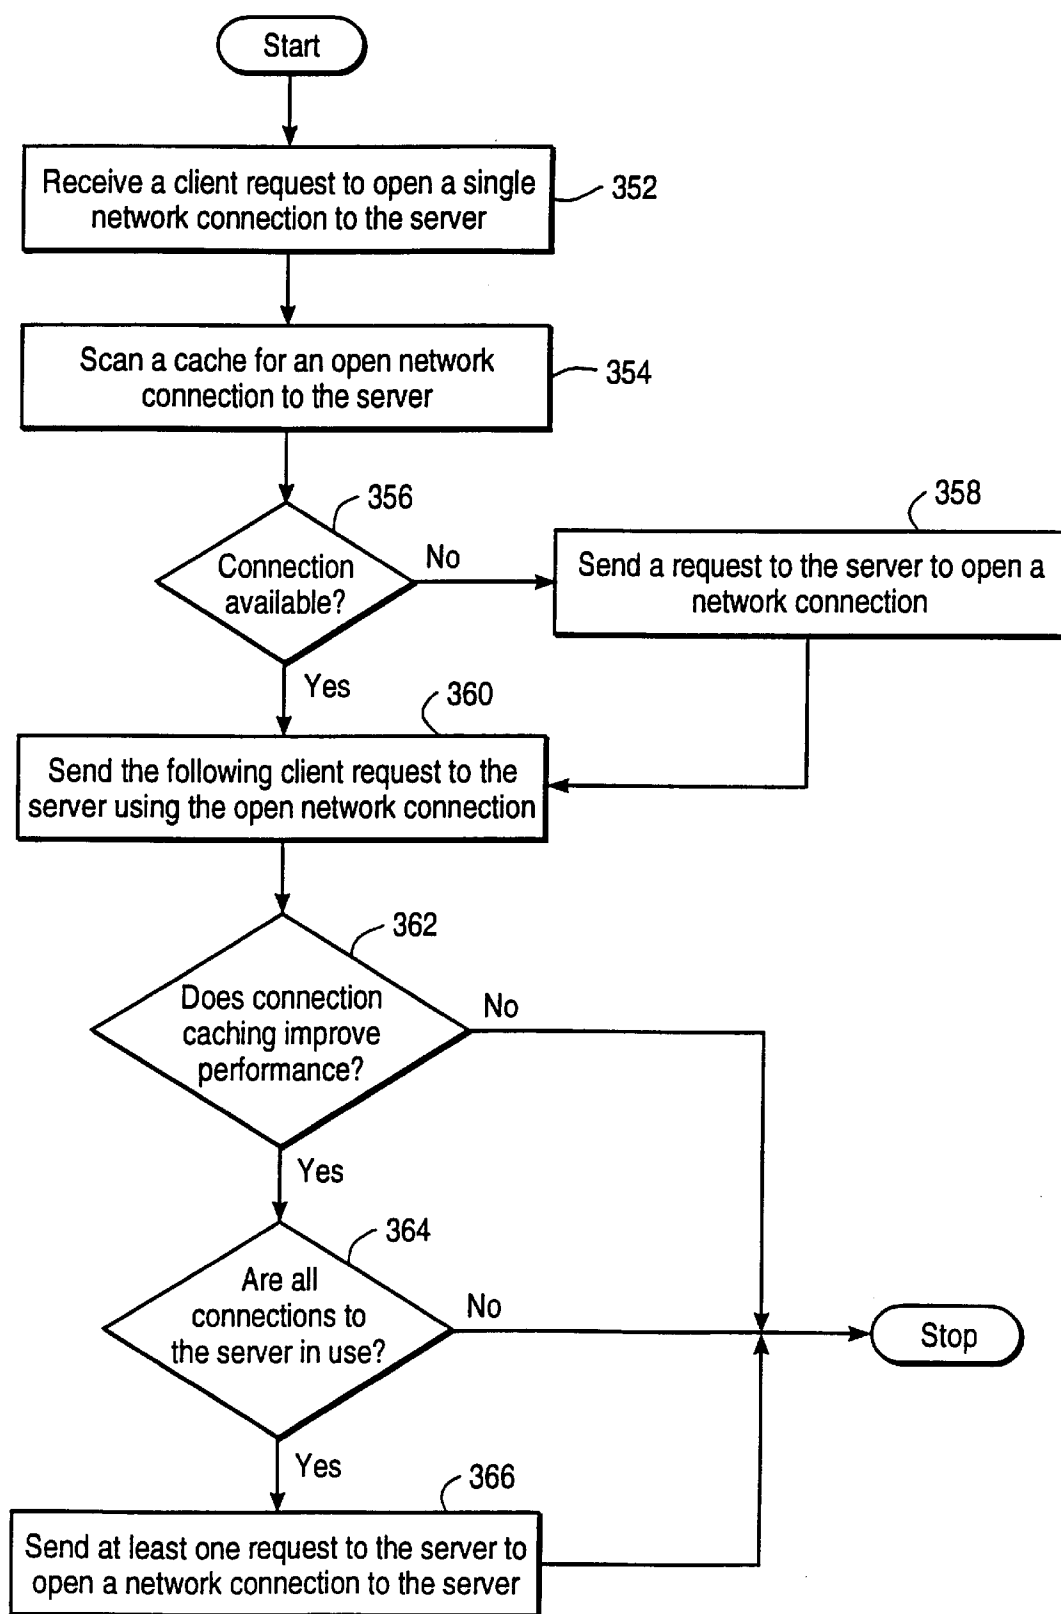 Start
Receive a client request to open a single
network connection to the server
352
Scan a cache for an open network
connection to the server
354
356
Connection
available?
No
358
Send a request to the server to open a
network connection
Yes
360
Send the following client request to the
server using the open network connection
362
Does connection
caching improve
performance?
No
Yes
364
Are all
connections to
the server in use?
No
Stop
Yes
366
Send at least one request to the server to
open a network connection to the server